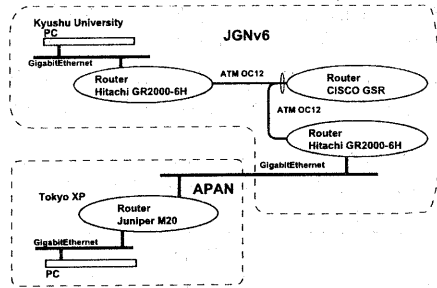 Kyushu University
PC
JGNv6
GigabitEthernet
Router
Hitachi GR2000-6H
ATM OC12
Router
CISCO GSR
ATM OC12
Router
Hitachi GR2000-6H
GigabitEthernet
APAN
Tokyo XP
Router
Juniper M20
GigabitEthernet
PC